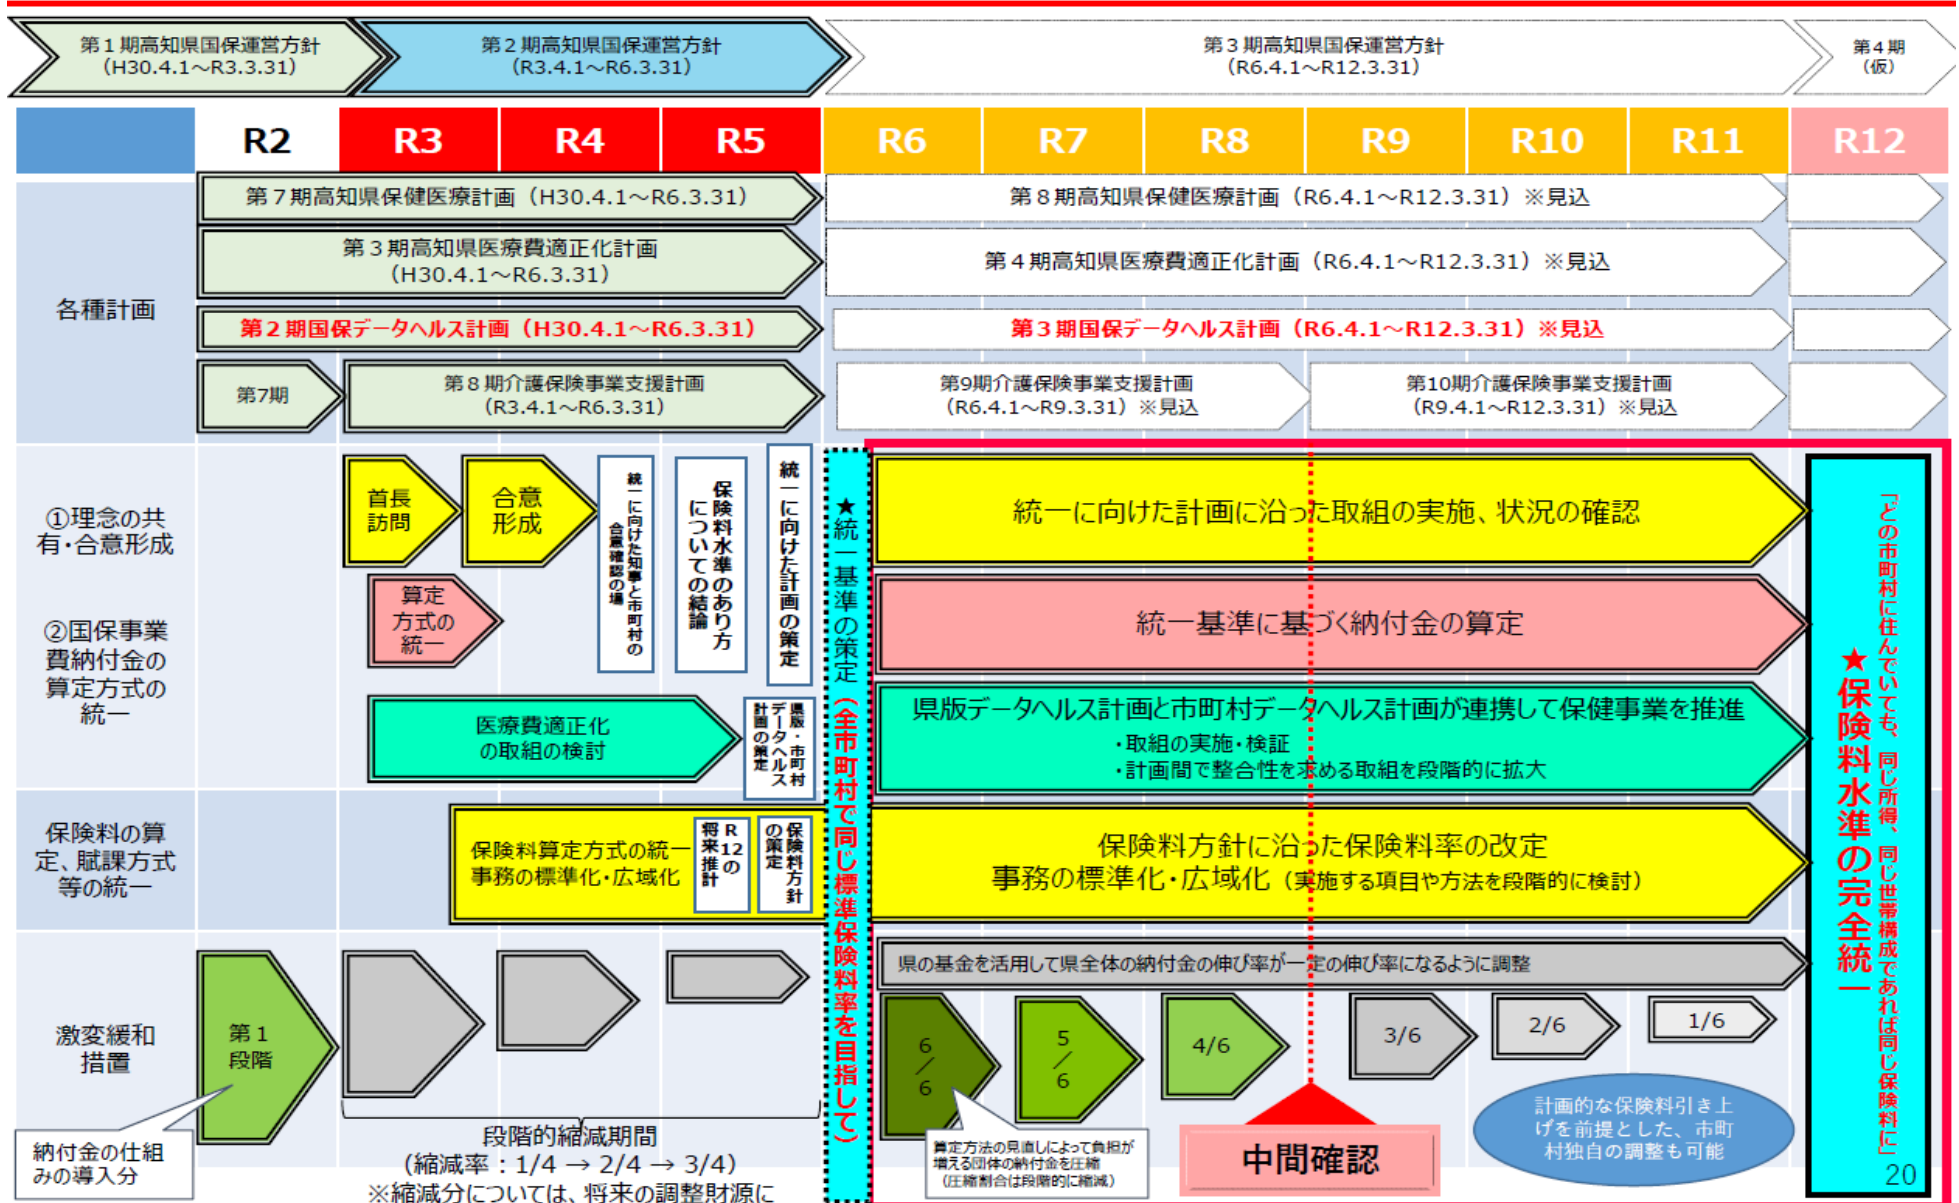 第1期高知県国保運営方針
(H30.4.1～R3.3.31)
第2期高知県国保運営方針
(R3.4.1～R6.3.31)
第3期高知県国保運営方針
(R6.4.1～R12.3.31)
第4期
(仮)
R2
R3
R4
R5
R6
R7
R8
R9
R10
R11
R12
各種計画
第7期高知県保健医療計画（H30.4.1～R6.3.31）
第8期高知県保健医療計画（R6.4.1～R12.3.31）※見込
第3期高知県医療費適正化計画
（H30.4.1～R6.3.31）
第4期高知県医療費適正化計画（R6.4.1～R12.3.31）※見込
第2期国保データヘルス計画（H30.4.1～R6.3.31）
第3期国保データヘルス計画（R6.4.1～R12.3.31）※見込
第7期
第8期介護保険事業支援計画
（R3.4.1～R6.3.31）
第9期介護保険事業支援計画
（R6.4.1～R9.3.31）※見込
第10期介護保険事業支援計画
（R9.4.1～R12.3.31）※見込
①理念の共
有・合意形成
②国保事業
費納付金の
算定方式の
統一
首長
訪問
合意
形成
統一に向けた知事と市町村の
合意確認の場
保険料水準のあり方
についての結論
統一に向けた計画の策定
算定
方式の
統一
医療費適正化
の取組の検討
県版・市町村
データヘルス
計画の策定
★統一基準の策定（全市町村で同じ標準保険料率を目指して）
統一に向けた計画に沿った取組の実施、状況の確認
統一基準に基づく納付金の算定
県版データヘルス計画と市町村データヘルス計画が連携して保健事業を推進
・取組の実施・検証
・計画間で整合性を求める取組を段階的に拡大
保険料の算
定、賦課方式
等の統一
保険料算定方式の統一
事務の標準化・広域化
R12の
将来推計
保険料方針
の策定
保険料方針に沿った保険料率の改定
事務の標準化・広域化（実施する項目や方法を段階的に検討）
激変緩和
措置
第1
段階
納付金の仕組
みの導入分
段階的縮減期間
（縮減率：1/4 → 2/4 → 3/4）
※縮減分については、将来の調整財源に
県の基金を活用して県全体の納付金の伸び率が一定の伸び率になるように調整
6/6
5/6
4/6
3/6
2/6
1/6
算定方法の見直しによって負担が
増える団体の納付金を圧縮
（圧縮割合は段階的に縮減）
中間確認
計画的な保険料引き上
げを前提とした、市町
村独自の調整も可能
「どの市町村に住んでいても、同じ所得、同じ世帯構成であれば同じ保険料に」
★保険料水準の完全統一
20